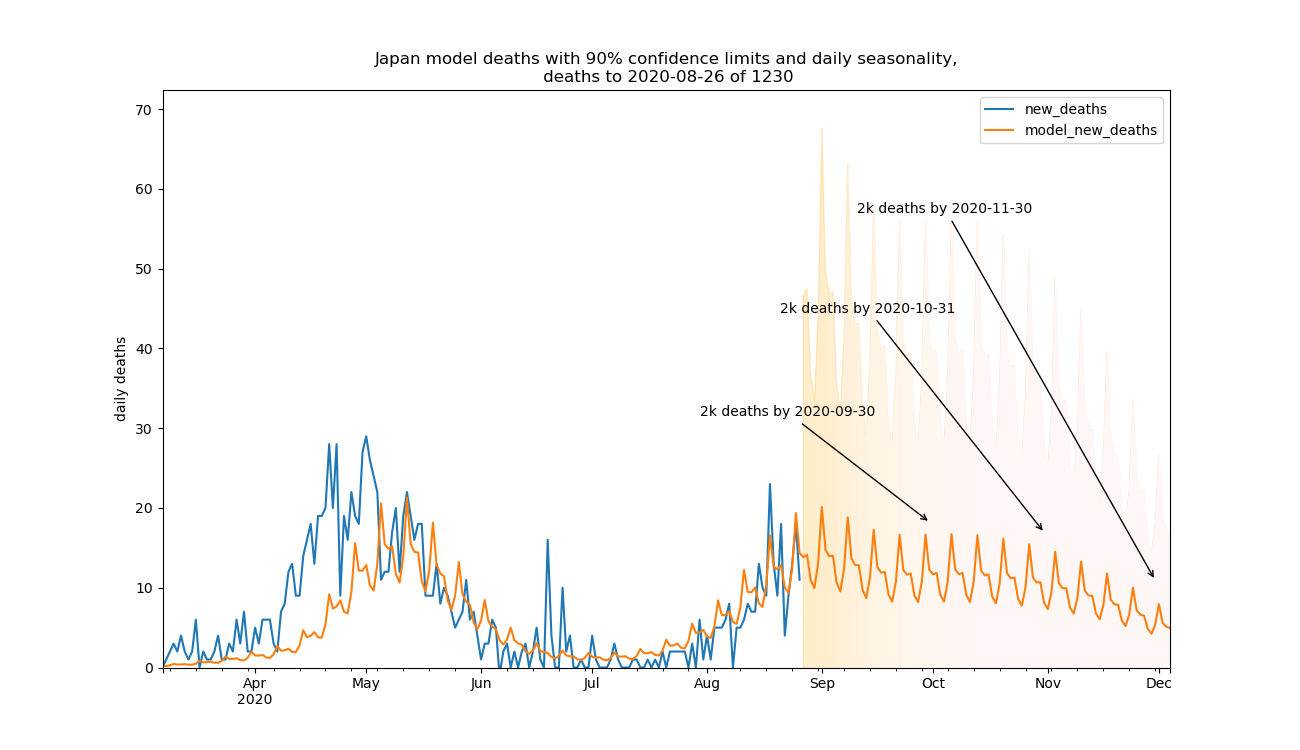 Japan model deaths with 90% confidence limits and daily seasonality,
deaths to 2020-08-26 of 1230
70
60
50
40
30
20
10
0
daily deaths
new_deaths
model_new_deaths
2k deaths by 2020-11-30
2k deaths by 2020-10-31
2k deaths by 2020-09-30
Apr
2020
May
Jun
Jul
Aug
Sep
Oct
Nov
Dec